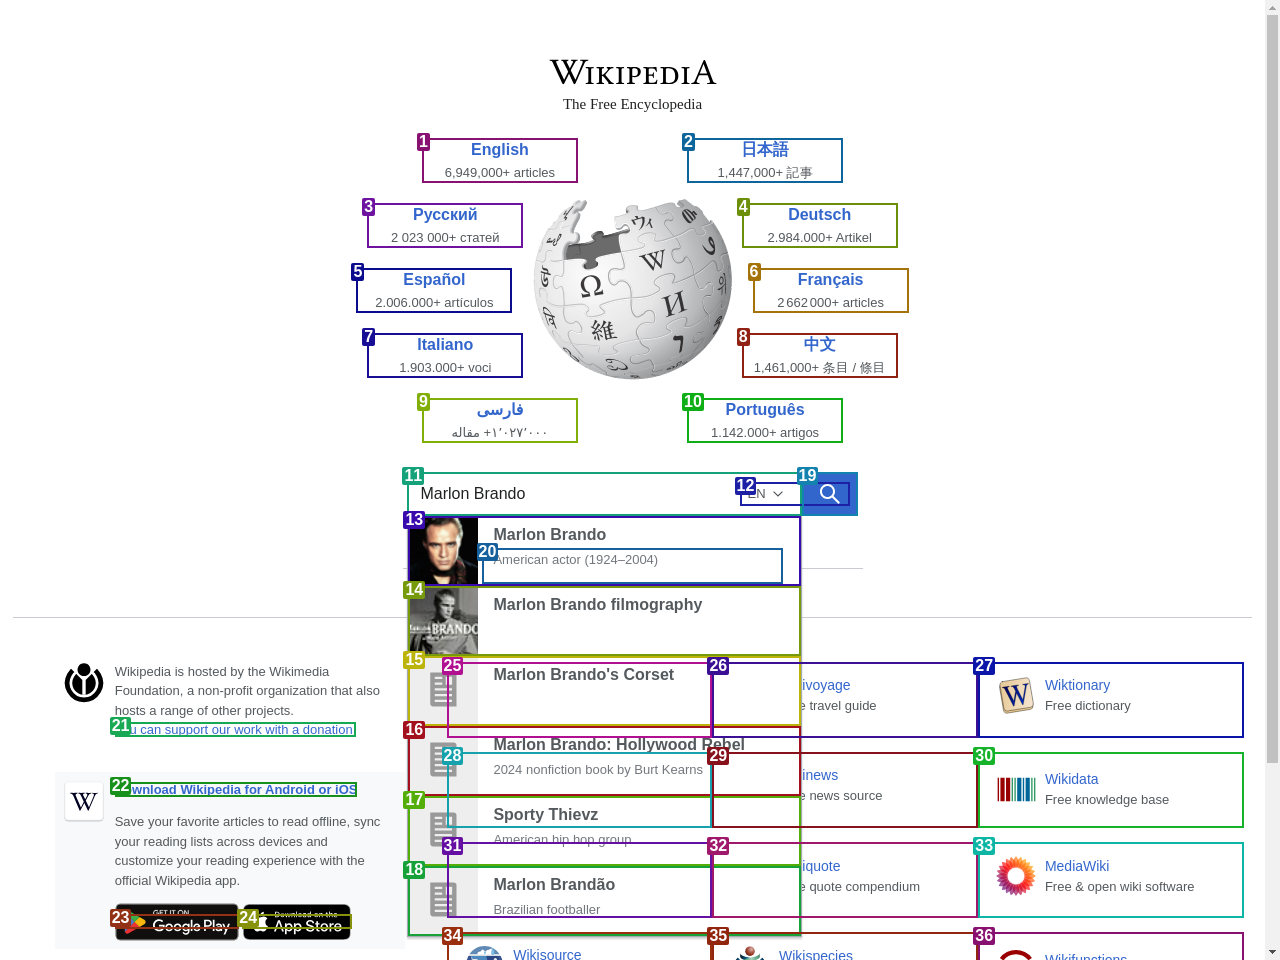 WIKIPEDIA
The Free Encyclopedia
1
English
6,949,000+ articles
2
日本語
1,447,000+ 記事
3
Русский
2 023 000+ статей
4
Deutsch
2.984.000+ Artikel
5
Español
2.006.000+ artículos
6
Français
2 662 000+ articles
7
Italiano
1.903.000+ voci
8
中文
1,461,000+ 条目 / 條目
9
فارسی
۱٬۰۲۷٬۰۰۰+ مقاله
10
Português
1.142.000+ artigos
11
Marlon Brando
12
EN
19
13
Marlon Brando
20
American actor (1924–2004)
14
Marlon Brando filmography
15
Marlon Brando's Corset
16
Marlon Brando: Hollywood Rebel
2024 nonfiction book by Burt Kearns
17
Sporty Thievz
American hip hop group
18
Marlon Brandão
Brazilian footballer
Wikipedia is hosted by the Wikimedia
Foundation, a non-profit organization that also
hosts a range of other projects.
21
u can support our work with a donation.
22
wnload Wikipedia for Android or iOS
Save your favorite articles to read offline, sync
your reading lists across devices and
customize your reading experience with the
official Wikipedia app.
23
GET IT ON
Google Play
24
Download on the
App Store
25
26
ivoyage
e travel guide
27
Wiktionary
Free dictionary
28
29
inews
e news source
30
Wikidata
Free knowledge base
31
32
iquote
e quote compendium
33
MediaWiki
Free & open wiki software
34
Wikisource
35
Wikispecies
36
Wikifunctions